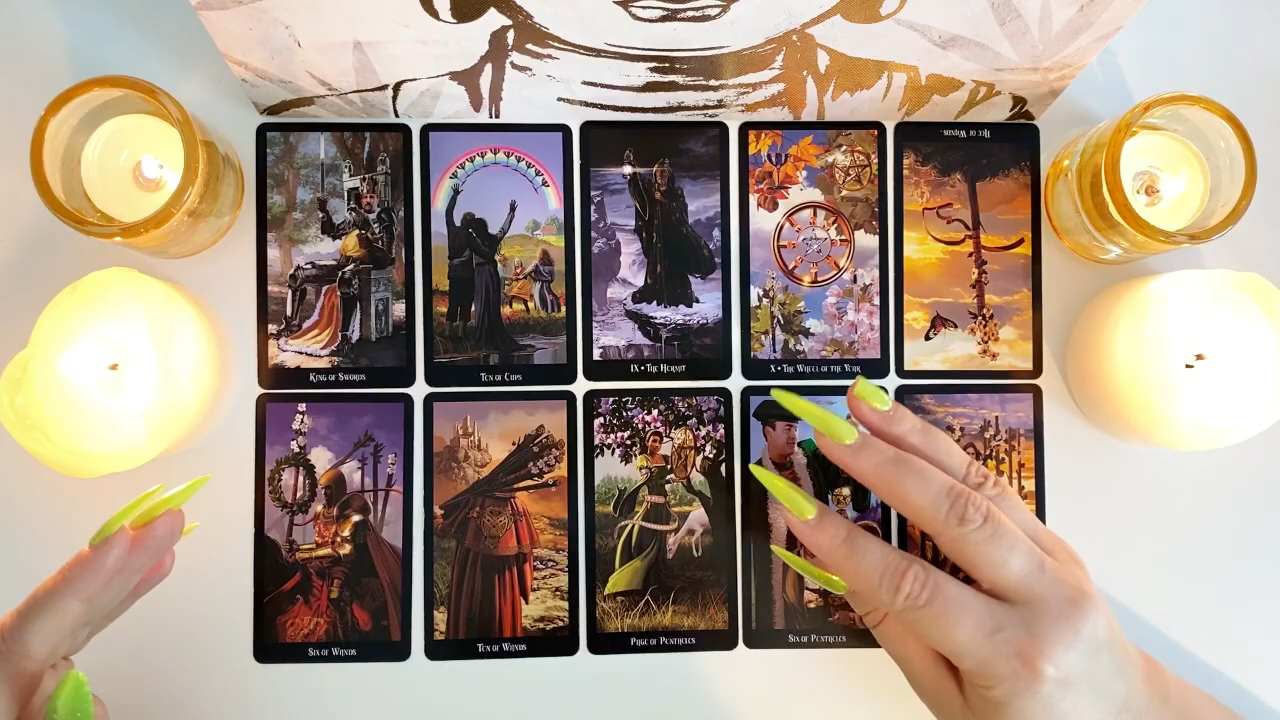 King of Swords
Ten of Cups
IX • The Hermit
X • The Wheel of the Year
Ace of Wands
Six of Wands
Ten of Wands
Page of Pentacles
Six of Pentacles